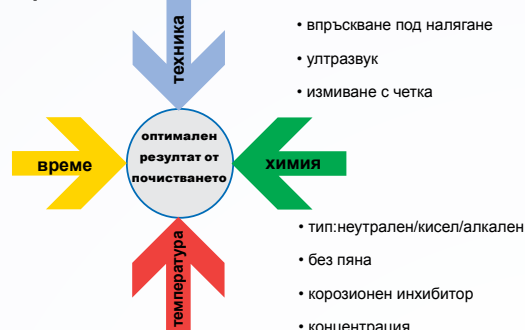 техника
• впръскване под налягане
• ултразвук
• измиване с четка
време
оптимален
резултат от
почистването
химия
• тип:неутрален/кисел/алкален
• без пяна
• корозионен инхибитор
• концентрация
температура